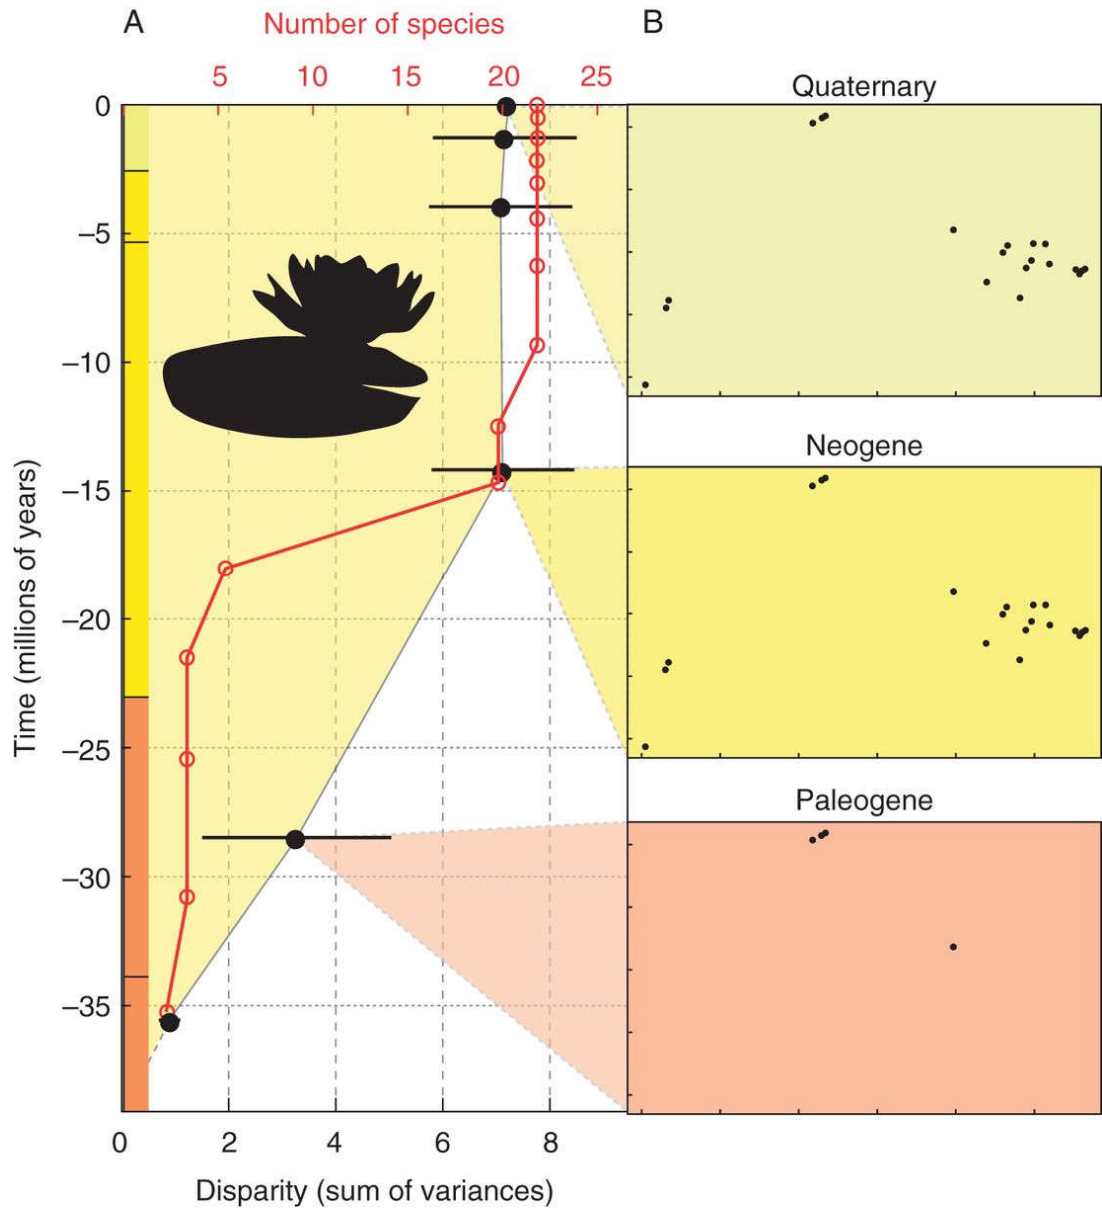 A
Number of species
B
5 10 15 20 25
Quaternary
0
–5
–10
Neogene
–15
–20
–25
Paleogene
–30
–35
Time (millions of years)
0 2 4 6 8
Disparity (sum of variances)